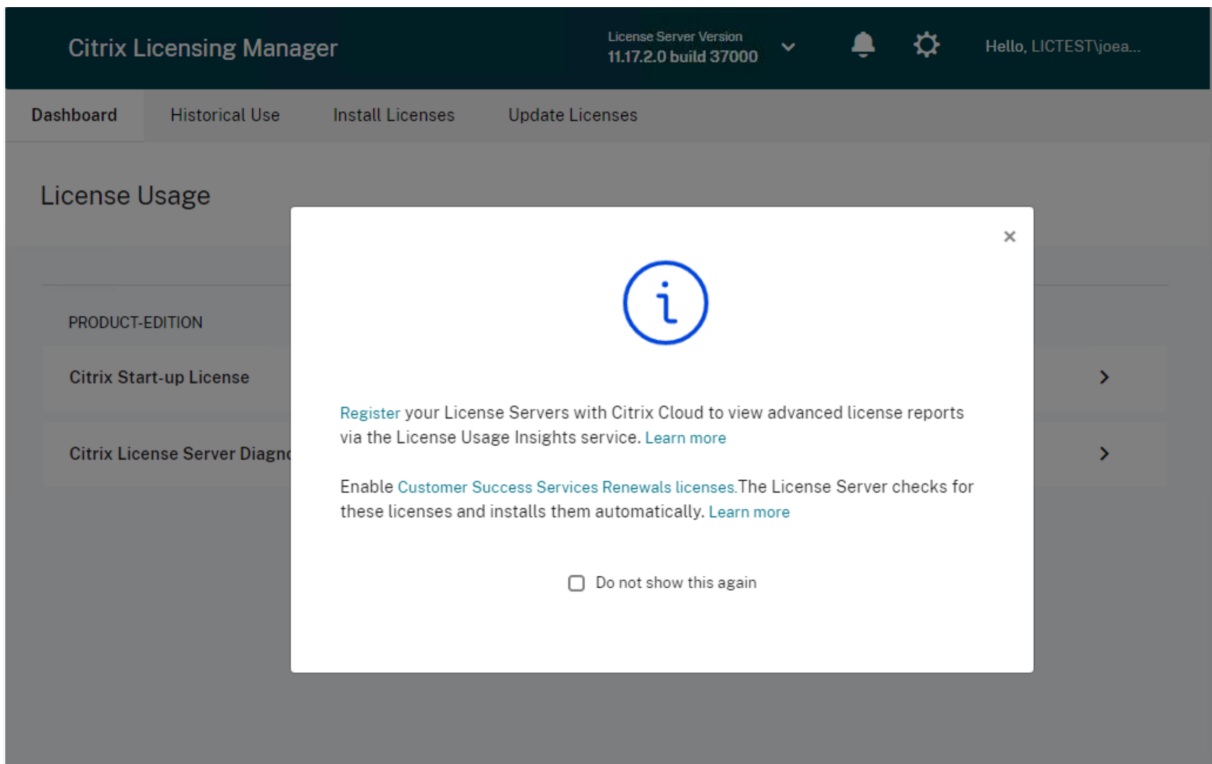 Citrix Licensing Manager
License Server Version
11.17.2.0 build 37000
Hello, LICTEST\joea...
Dashboard
Historical Use
Install Licenses
Update Licenses
License Usage
PRODUCT-EDITION
Citrix Start-up License
Citrix License Server Diagno
Register your License Servers with Citrix Cloud to view advanced license reports
via the License Usage Insights service. Learn more
Enable Customer Success Services Renewals licenses.The License Server checks for
these licenses and installs them automatically. Learn more
Do not show this again